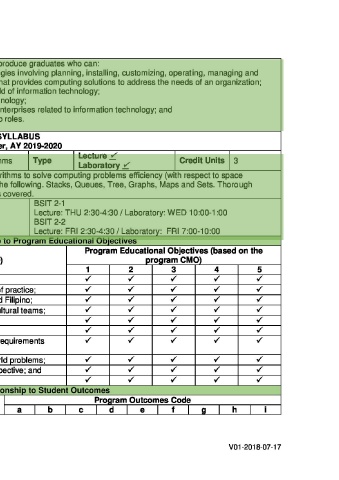 produce graduates who can:
gies involving planning, installing, customizing, operating, managing and
hat provides computing solutions to address the needs of an organization;
ld of information technology;
nology;
enterprises related to information technology; and
o roles.
SYLLABUS
er, AY 2019-2020
hms Type Lecture ✓ Laboratory ✓ Credit Units 3
rithms to solve computing problems efficiency (with respect to space
he following. Stacks, Queues, Tree, Graphs, Maps and Sets. Thorough
s covered.
BSIT 2-1
Lecture: THU 2:30-4:30 / Laboratory: WED 10:00-1:00
BSIT 2-2
Lecture: FRI 2:30-4:30 / Laboratory: FRI 7:00-10:00
p to Program Educational Objectives
Program Educational Objectives (based on the
) program CMO)
1 2 3 4 5
✓ ✓ ✓ ✓ ✓
f practice; ✓ ✓ ✓ ✓ ✓
d Filipino; ✓ ✓ ✓ ✓ ✓
ltural teams; ✓ ✓ ✓ ✓ ✓
✓ ✓ ✓ ✓ ✓
equirements ✓ ✓ ✓ ✓ ✓
rld problems; ✓ ✓ ✓ ✓ ✓
pective; and ✓ ✓ ✓ ✓ ✓
✓ ✓ ✓ ✓ ✓
ionship to Student Outcomes
Program Outcomes Code
a b c d e f g h i
V01-2018-07-17